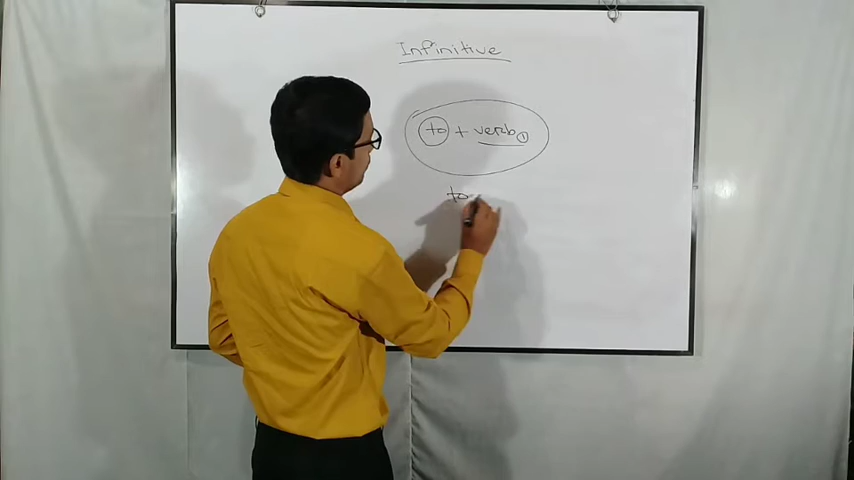 Infinitive
to + verb①
to